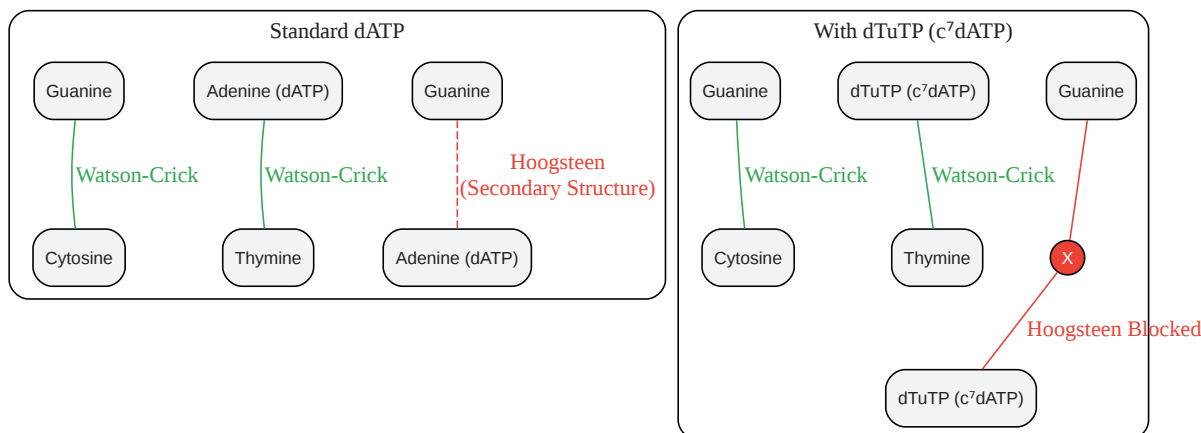 Standard dATP
Guanine
Adenine (dATP)
Guanine
Watson-Crick
Watson-Crick
Hoogsteen
(Secondary Structure)
Cytosine
Thymine
Adenine (dATP)
With dTuTP (c⁷dATP)
Guanine
dTuTP (c⁷dATP)
Guanine
Watson-Crick
Watson-Crick
Cytosine
Thymine
X
Hoogsteen Blocked
dTuTP (c⁷dATP)